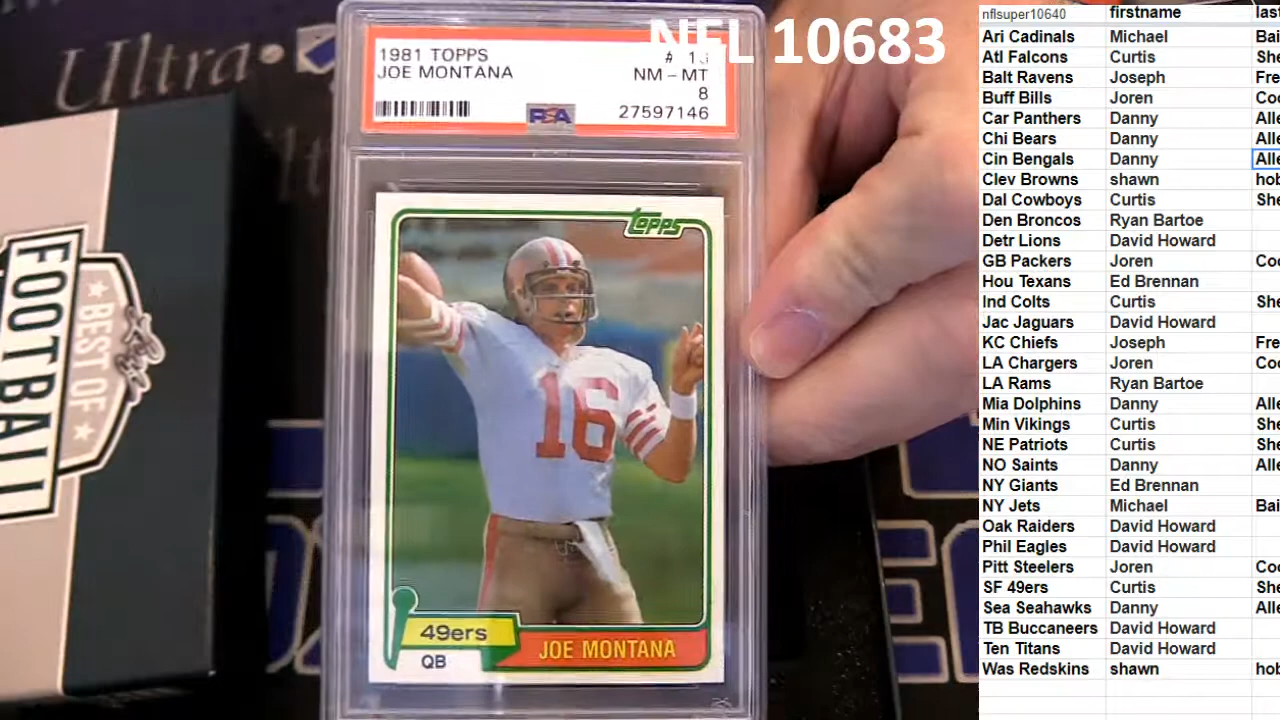 NFL 10683
1981 TOPPS
JOE MONTANA
#
NM - MT
8
PSA
27597146
topps
16
49ers
QB
JOE MONTANA
Ultra
BEST OF
FOOTBALL
nflsuper10640 firstname
Ari Cadinals Michael
Atl Falcons Curtis
Balt Ravens Joseph
Buff Bills Joren
Car Panthers Danny
Chi Bears Danny
Cin Bengals Danny
Clev Browns shawn
Dal Cowboys Curtis
Den Broncos Ryan Bartoe
Detr Lions David Howard
GB Packers Joren
Hou Texans Ed Brennan
Ind Colts Curtis
Jac Jaguars David Howard
KC Chiefs Joseph
LA Chargers Joren
LA Rams Ryan Bartoe
Mia Dolphins Danny
Min Vikings Curtis
NE Patriots Curtis
NO Saints Danny
NY Giants Ed Brennan
NY Jets Michael
Oak Raiders David Howard
Phil Eagles David Howard
Pitt Steelers Joren
SF 49ers Curtis
Sea Seahawks Danny
TB Buccaneers David Howard
Ten Titans David Howard
Was Redskins shawn